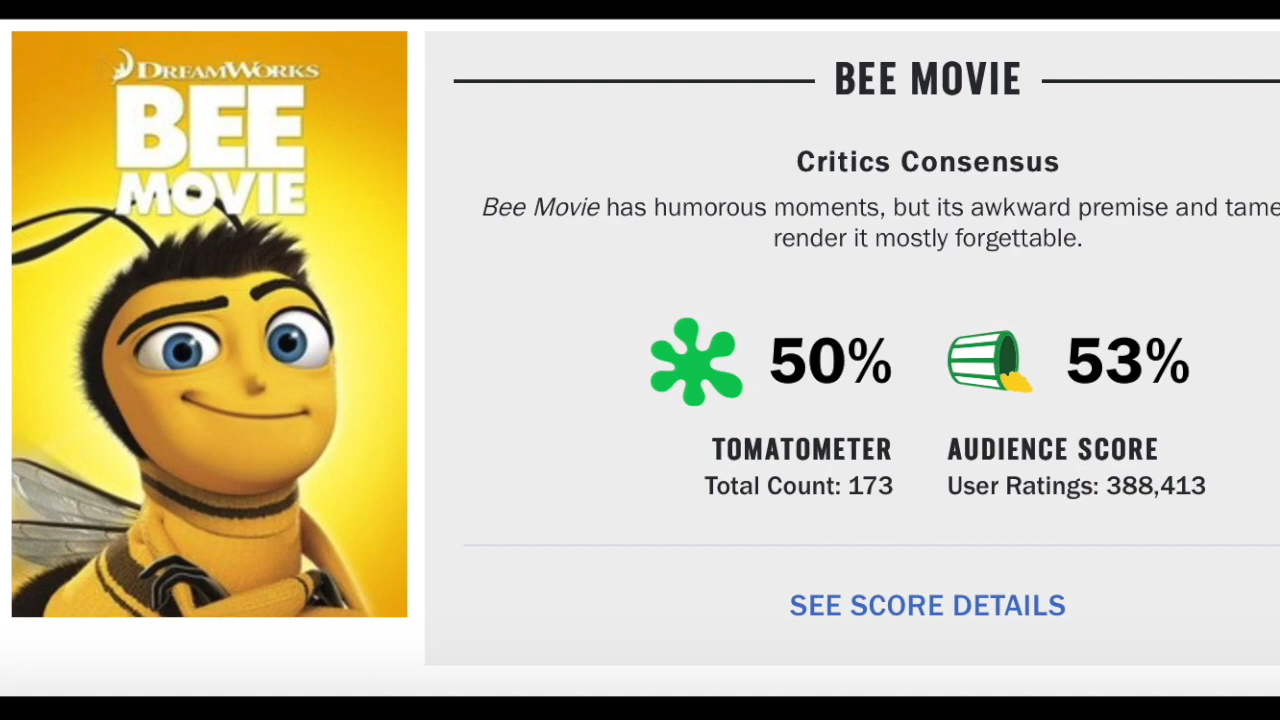 DREAMWORKS
BEE
MOVIE
BEE MOVIE
Critics Consensus
Bee Movie has humorous moments, but its awkward premise and tame
render it mostly forgettable.
50%
53%
TOMATOMETER
AUDIENCE SCORE
Total Count: 173
User Ratings: 388,413
SEE SCORE DETAILS